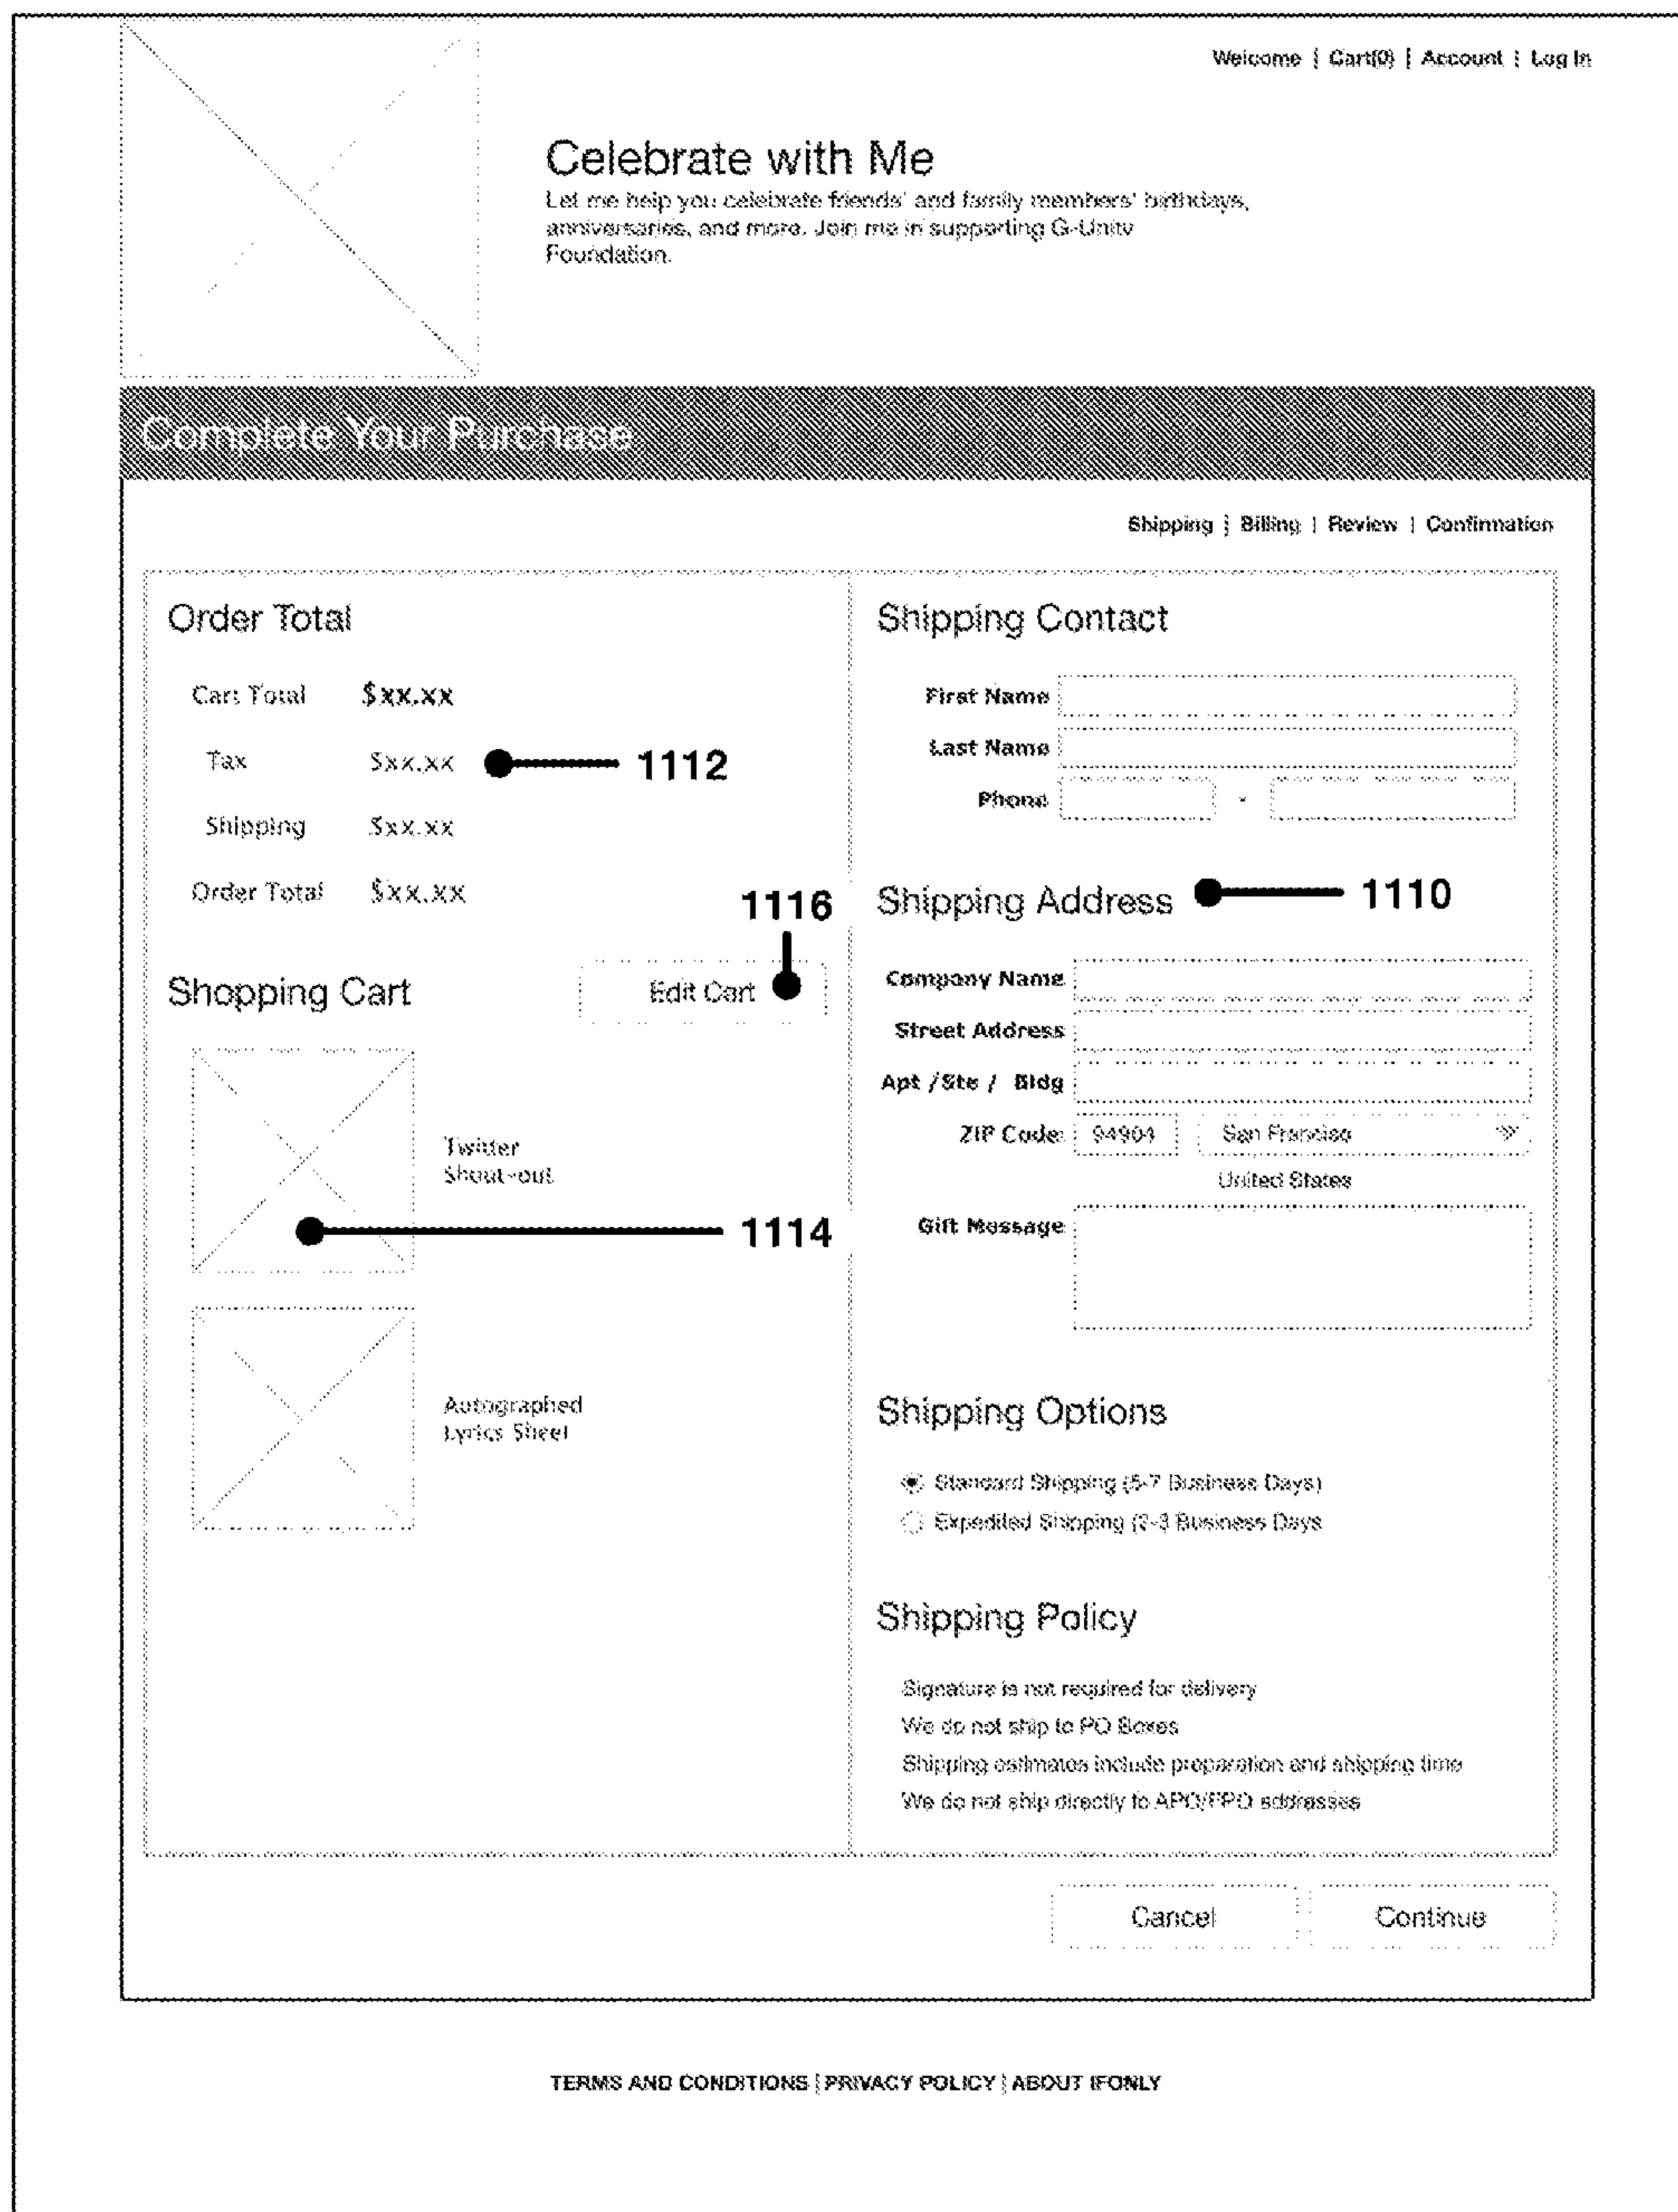 Welcome | Cart(0) | Account | Log In
Celebrate with Me
Let me help you celebrate friends' and family members' birthdays,
anniversaries, and more. Join me in supporting G-Unity
Foundation.
Complete Your Purchase
Shipping | Billing | Review | Confirmation
Order Total
Cart Total $xx.xx
Tax $xx.xx 1112
Shipping $xx.xx
Order Total $xx.xx
1116
Shopping Cart Edit Cart
Twitter
Shout-out
1114
Autographed
Lyrics Sheet
Shipping Contact
First Name
Last Name
Phone -
Shipping Address 1110
Company Name
Street Address
Apt /Ste / Bldg
ZIP Code 94901 San Franciso
United States
Gift Message
Shipping Options
Standard Shipping (5-7 Business Days)
Expedited Shipping (2-3 Business Days
Shipping Policy
Signature is not required for delivery
We do not ship to PO Boxes
Shipping estimates include preparation and shipping time
We do not ship directly to APO/FPO addresses
Cancel Continue
TERMS AND CONDITIONS | PRIVACY POLICY | ABOUT IFONLY